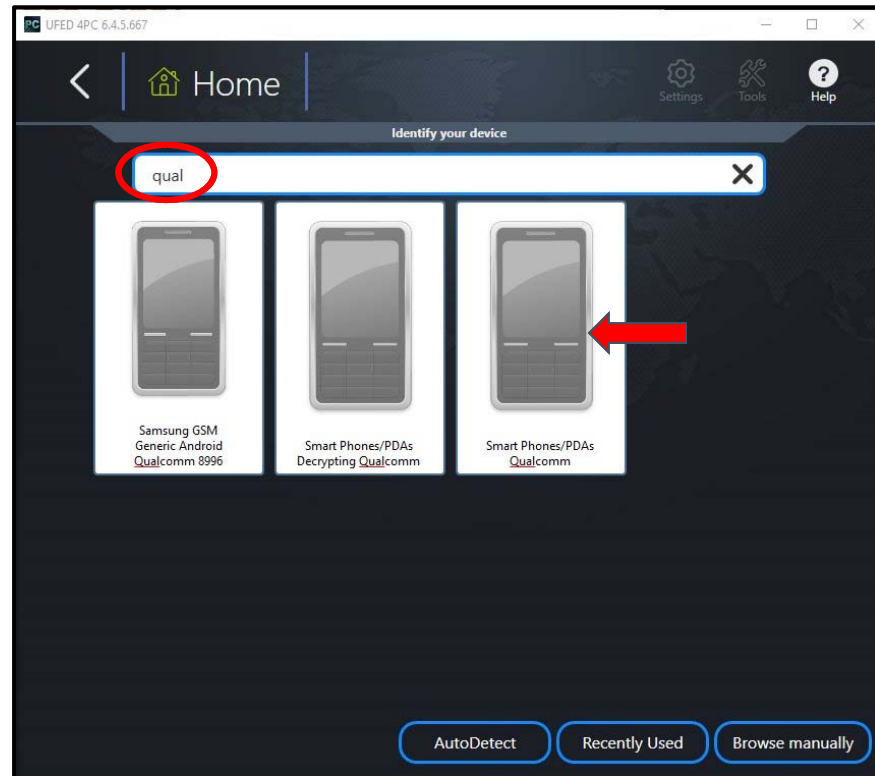 PC UFED 4PC 6.4.5.667
Home
Settings
Tools
?
Help
Identify your device
qual
Samsung GSM
Generic Android
Qualcomm 8996
Smart Phones/PDAs
Decrypting Qualcomm
Smart Phones/PDAs
Qualcomm
AutoDetect
Recently Used
Browse manually